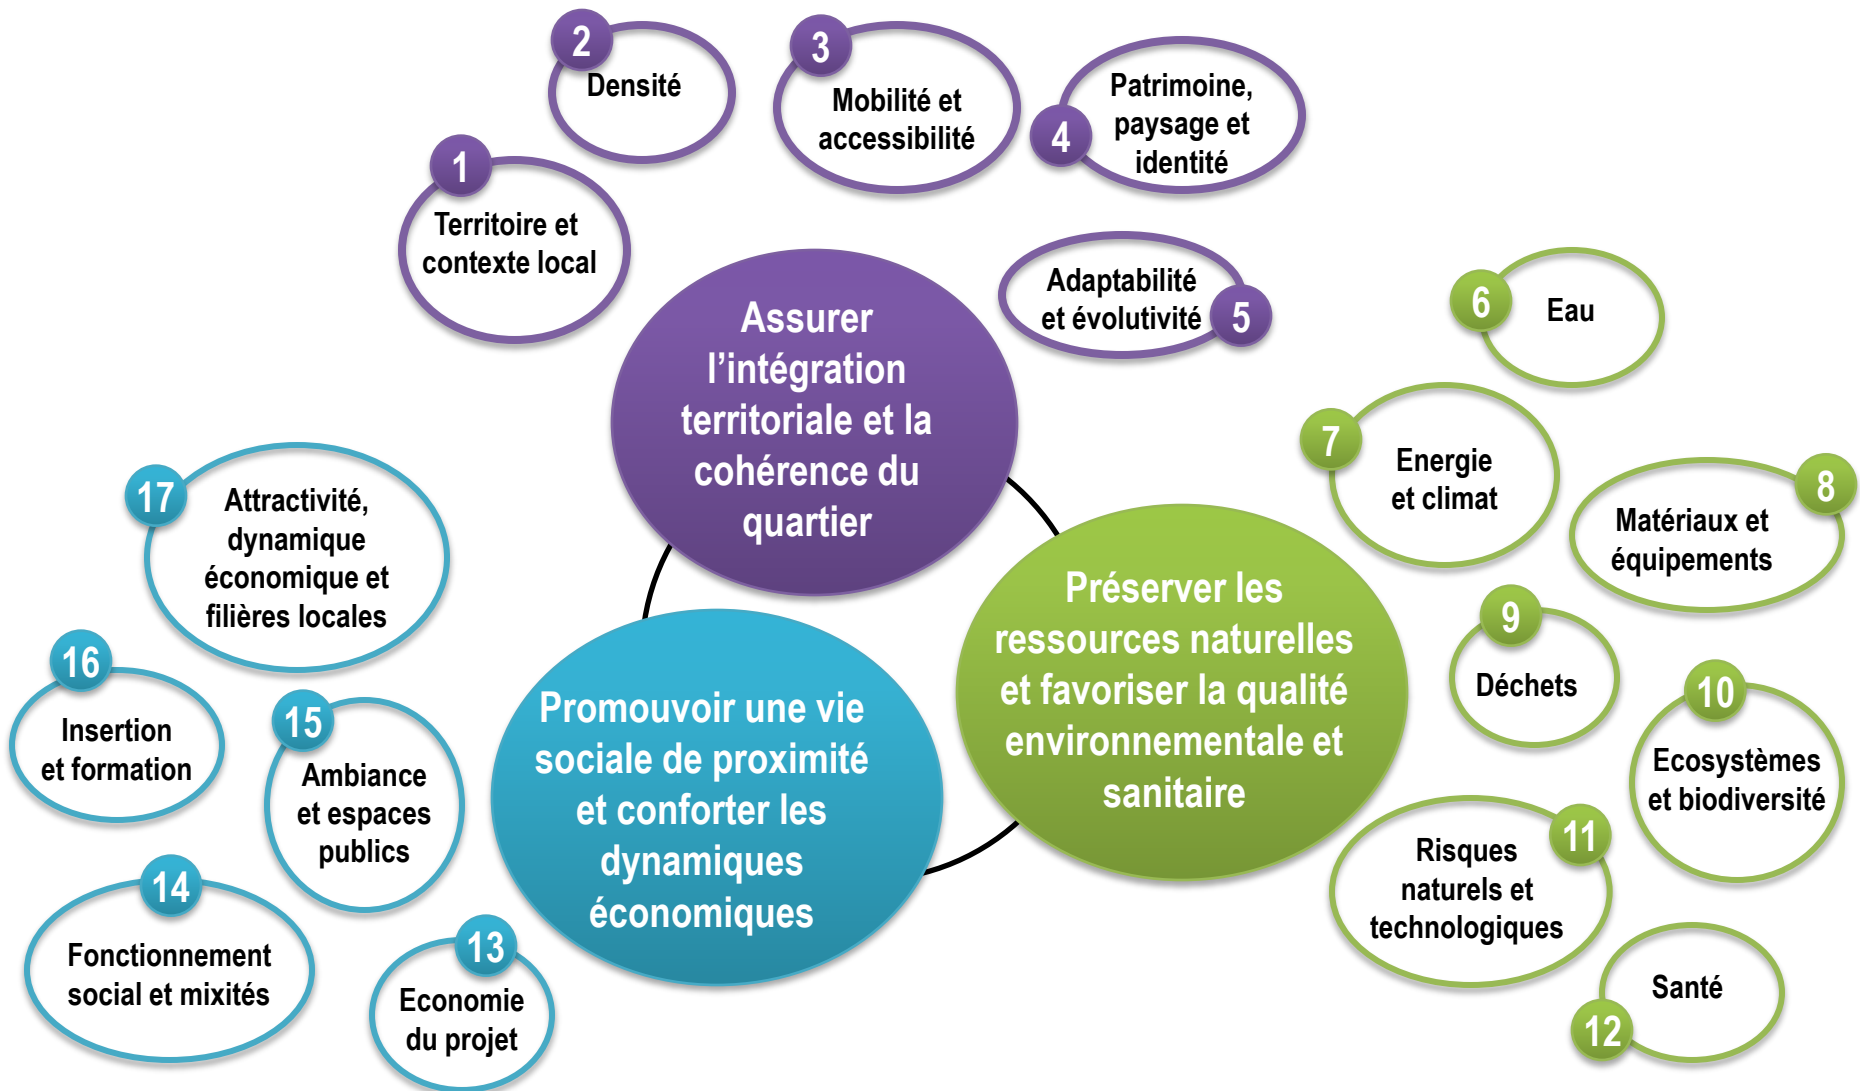 1
Territoire et
contexte local
2
Densité
3
Mobilité et
accessibilité
4
Patrimoine,
paysage et
identité
5
Adaptabilité
et évolutivité
Assurer
l’intégration
territoriale et la
cohérence du
quartier
6
Eau
7
Energie
et climat
8
Matériaux et
équipements
9
Déchets
10
Ecosystèmes
et biodiversité
11
Risques
naturels et
technologiques
12
Santé
Préserver les
ressources naturelles
et favoriser la qualité
environnementale et
sanitaire
13
Economie
du projet
14
Fonctionnement
social et mixités
15
Ambiance
et espaces
publics
16
Insertion
et formation
17
Attractivité,
dynamique
économique et
filières locales
Promouvoir une vie
sociale de proximité
et conforter les
dynamiques
économiques